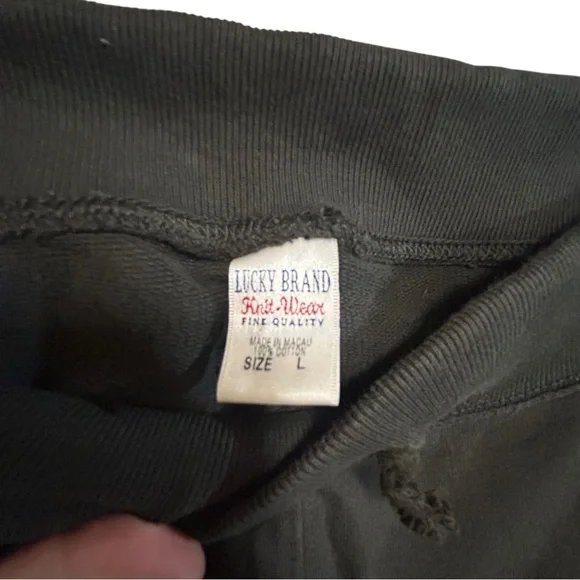 LUCKY BRAND
Knit-Wear
FINE QUALITY
MADE IN MACAU
100% COTTON
SIZE L